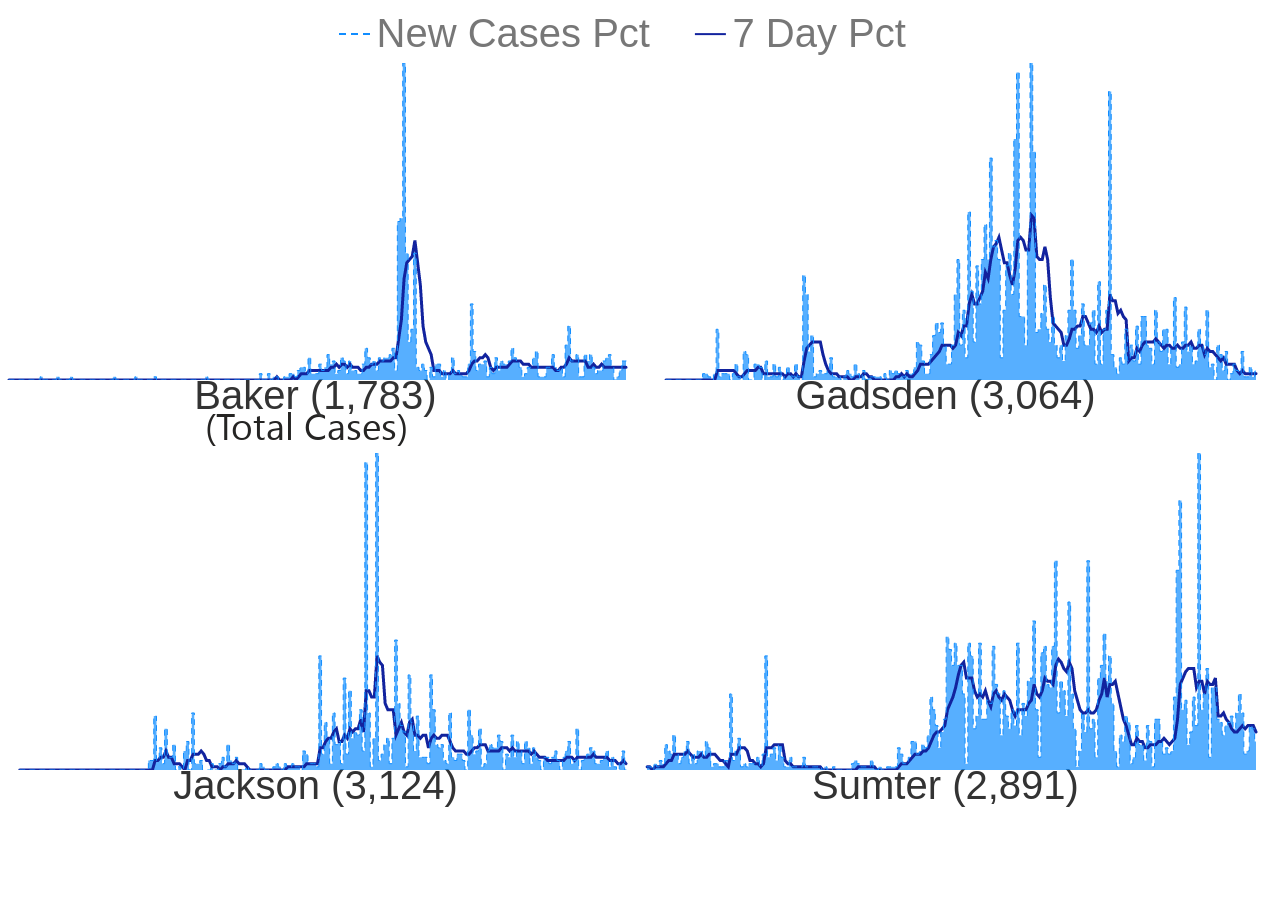 New Cases Pct 7 Day Pct
Baker (1,783)
(Total Cases)
Gadsden (3,064)
Jackson (3,124)
Sumter (2,891)